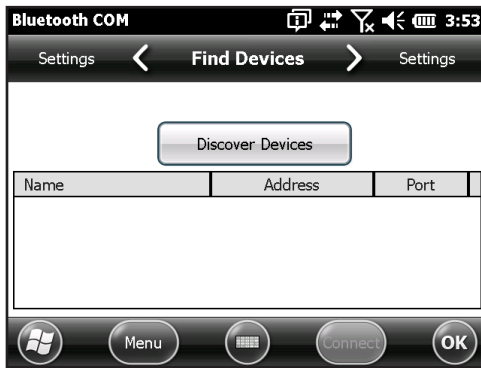 Bluetooth COM 3:53
Settings Find Devices Settings
Discover Devices
Name Address Port
Menu Connect OK